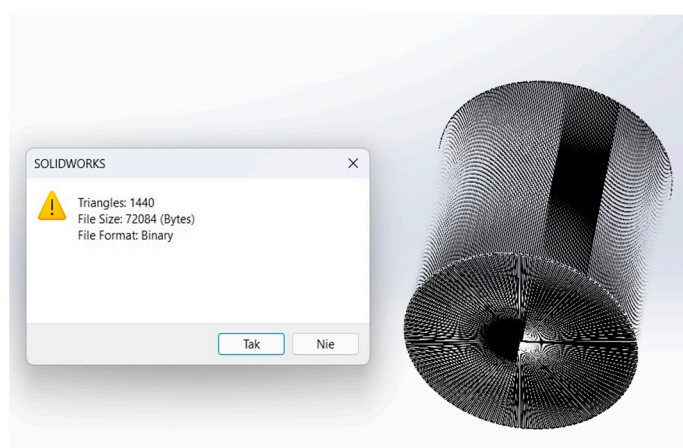 SOLIDWORKS
Triangles: 1440
File Size: 72084 (Bytes)
File Format: Binary
Tak
Nie